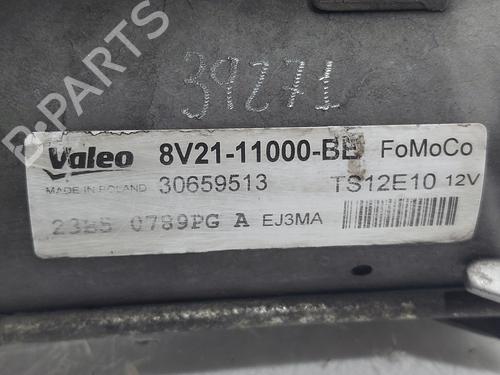 B-PARTS
39271
Valeo 8V21-11000-BE FoMoCo
MADE IN POLAND 30659513 TS12E10 12V
23B5 0789PG A EJ3MA